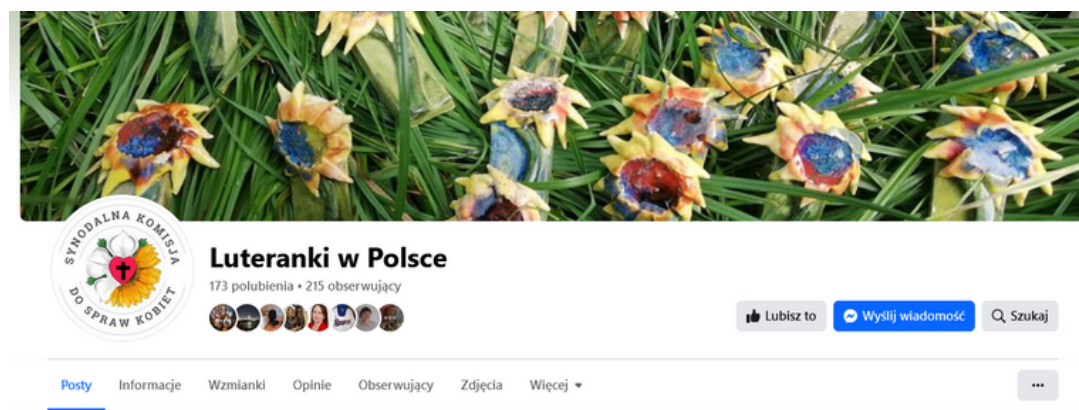 SYNODALNA KOMISJA
DO SPRAW KOBIET
Luteranki w Polsce
173 polubienia • 215 obserwujący
Lubisz to
Wyślij wiadomość
Szukaj
Posty
Informacje
Wzmianki
Opinie
Obserwujący
Zdjęcia
Więcej